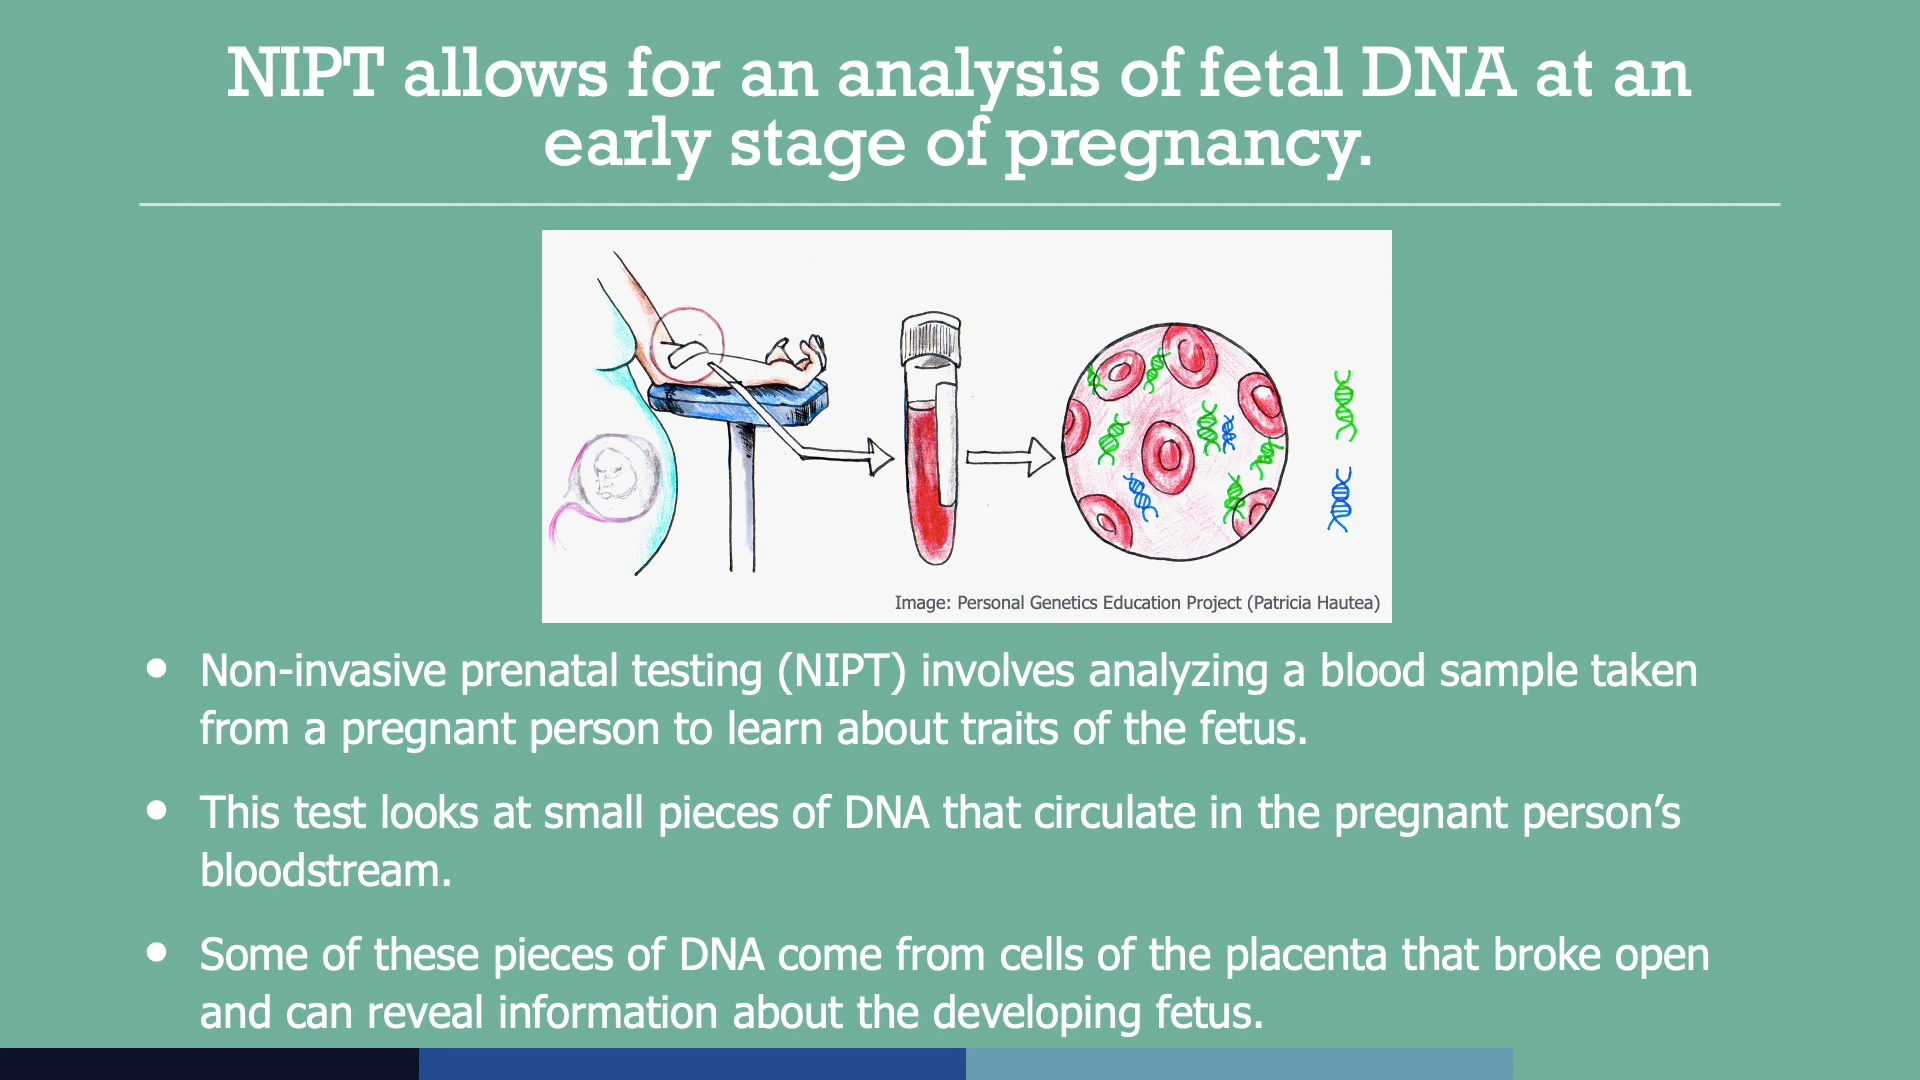 NIPT allows for an analysis of fetal DNA at an
early stage of pregnancy.
Image: Personal Genetics Education Project (Patricia Hautea)
• Non-invasive prenatal testing (NIPT) involves analyzing a blood sample taken
from a pregnant person to learn about traits of the fetus.
• This test looks at small pieces of DNA that circulate in the pregnant person’s
bloodstream.
• Some of these pieces of DNA come from cells of the placenta that broke open
and can reveal information about the developing fetus.